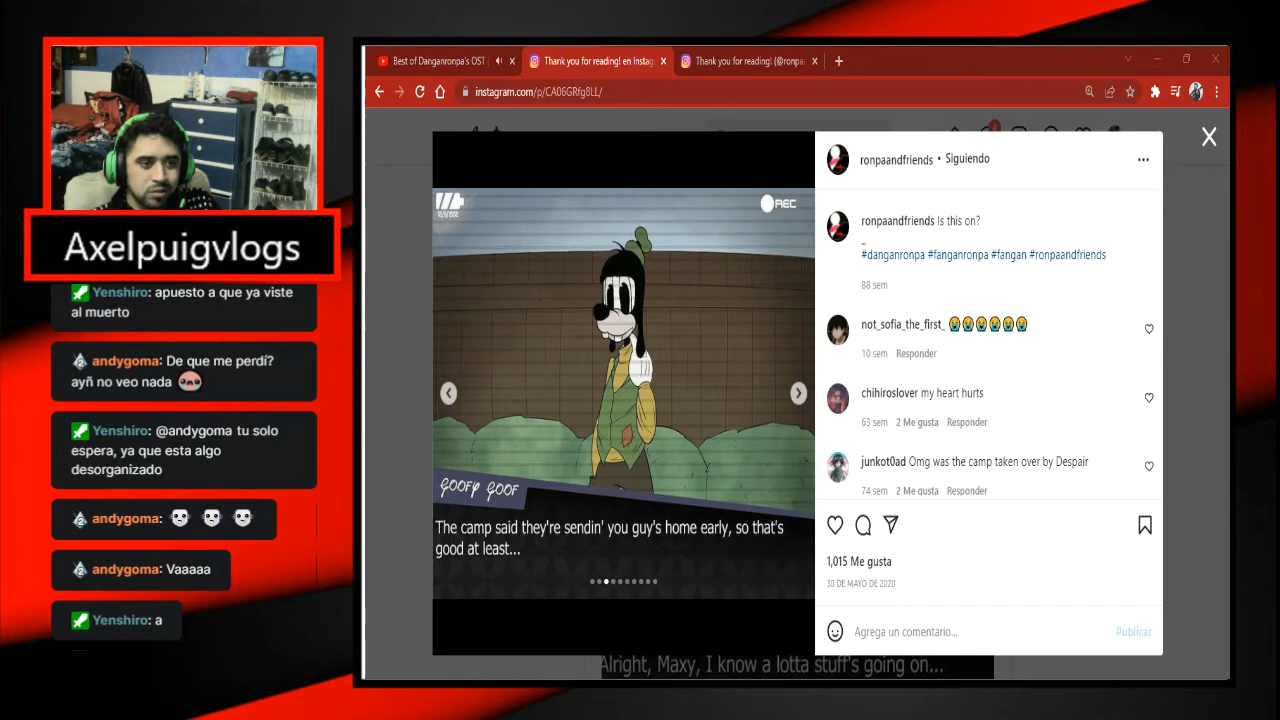 Axelpuigvlogs
Yenshiro: apuesto a que ya viste
al muerto
andygoma: De que me perdí?
ayñ no veo nada
Yenshiro: @andygoma tu solo
espera, ya que esta algo
desorganizado
andygoma:
andygoma: Vaaaaa
Yenshiro: a
Best of Danganronpa's OST
Thank you for reading! en Instag
Thank you for reading! (@ronpa
instagram.com/p/CA06GRfg8LL/
REC
GOOFY GOOF
The camp said they're sendin' you guy's home early, so that's
good at least...
ronpaandfriends • Siguiendo
ronpaandfriends Is this on?
_
#danganronpa #fanganronpa #fangan #ronpaandfriends
88 sem
not_sofia_the_first_ 😭😭😭😭😭😭
10 sem Responder
chihiroslover my heart hurts
63 sem 2 Me gusta Responder
junkot0ad Omg was the camp taken over by Despair
74 sem 2 Me gusta Responder
1,015 Me gusta
30 DE MAYO DE 2020
Agrega un comentario... Publicar
Alright, Maxy, I know a lotta stuff's going on...